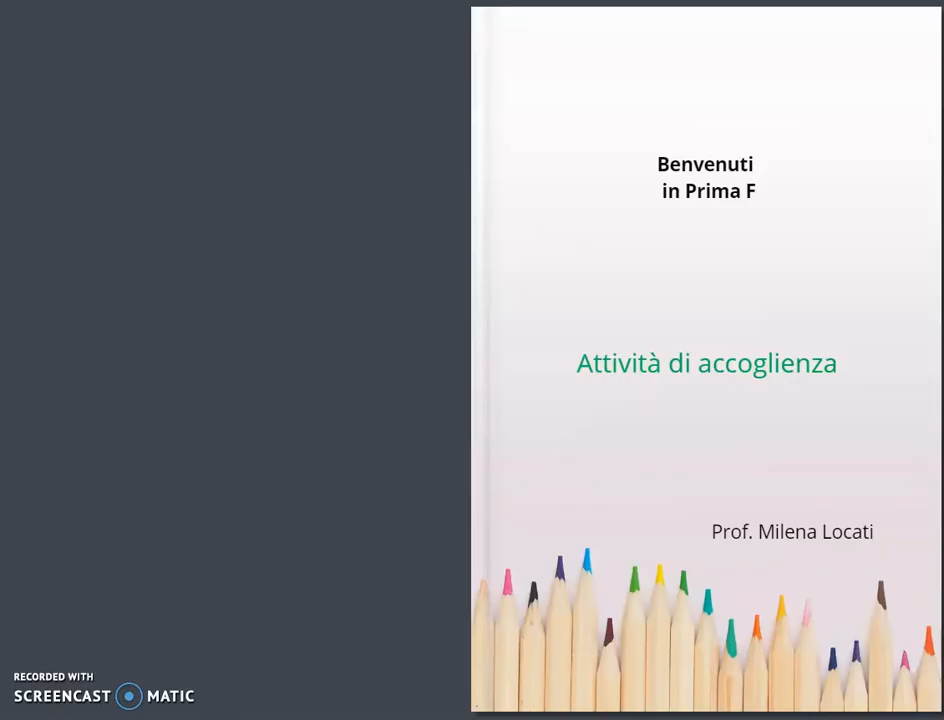 Benvenuti
in Prima F
Attività di accoglienza
Prof. Milena Locati
RECORDED WITH
SCREENCAST MATIC